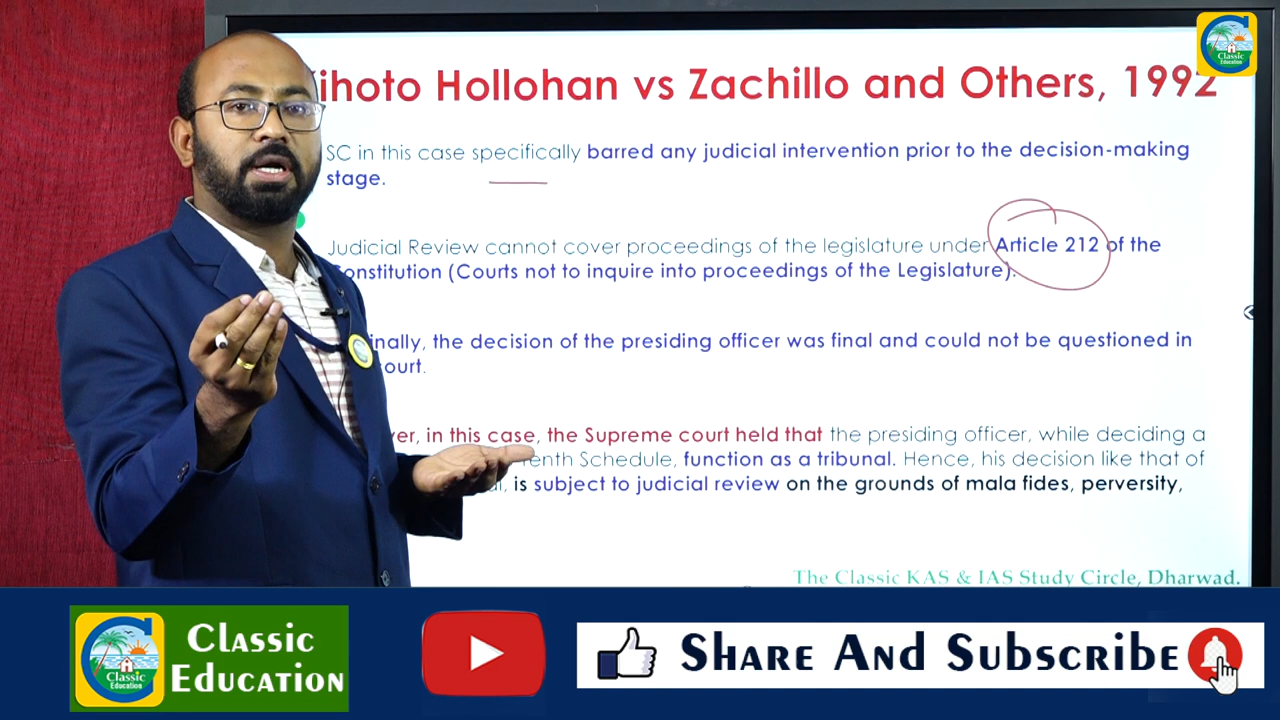 Classic
Education
ihoto Hollohan vs Zachillo and Others, 1992
SC in this case specifically barred any judicial intervention prior to the decision-making
stage.
Judicial Review cannot cover proceedings of the legislature under Article 212 of the
onstitution (Courts not to inquire into proceedings of the Legislature).
inally, the decision of the presiding officer was final and could not be questioned in
ourt.
ver, in this case, the Supreme court held that the presiding officer, while deciding a
enth Schedule, function as a tribunal. Hence, his decision like that of
al, is subject to judicial review on the grounds of mala fides, perversity,
The Classic KAS & IAS Study Circle, Dharwad.
Classic
Education
Classic
Education
Share And Subscribe